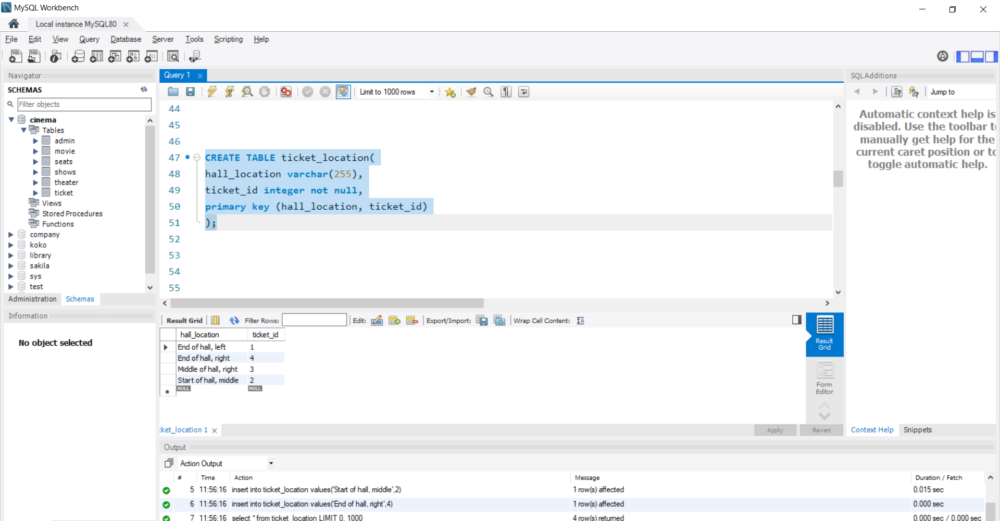 MySQL Workbench
Local instance MySQL80
File Edit View Query Database Server Tools Scripting Help
Navigator
SCHEMAS
Filter objects
cinema
Tables
admin
movie
seats
shows
theater
ticket
Views
Stored Procedures
Functions
company
koko
library
sakila
sys
test
Administration Schemas
Information
No object selected
Query 1
Limit to 1000 rows
44
45
46
47 CREATE TABLE ticket_location(
48 hall_location varchar(255),
49 ticket_id integer not null,
50 primary key (hall_location, ticket_id)
51 );
52
53
54
55
Result Grid Filter Rows: Edit: Export/Import: Wrap Cell Content:
hall_location ticket_id
End of hall, left 1
End of hall, right 4
Middle of hall, right 3
Start of hall, middle 2
NULL NULL
Result
Grid
Form
Editor
cket_location 1
Apply Revert
SQLAdditions
Jump to
Automatic context help is
disabled. Use the toolbar to
manually get help for the
current caret position or to
toggle automatic help.
Context Help Snippets
Output
Action Output
# Time Action Message Duration / Fetch
5 11:56:16 insert into ticket_location values('Start of hall, middle',2) 1 row(s) affected 0.015 sec
6 11:56:16 insert into ticket_location values('End of hall, right',4) 1 row(s) affected 0.000 sec
7 11:56:16 select * from ticket_location LIMIT 0, 1000 4 row(s) returned 0.000 sec / 0.000 sec